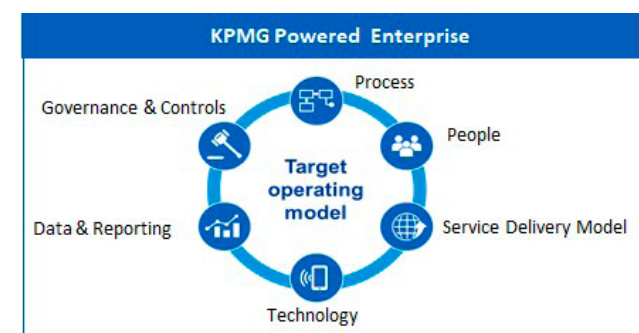 KPMG Powered Enterprise
Process
Governance & Controls
People
Target
operating
model
Data & Reporting
Service Delivery Model
Technology